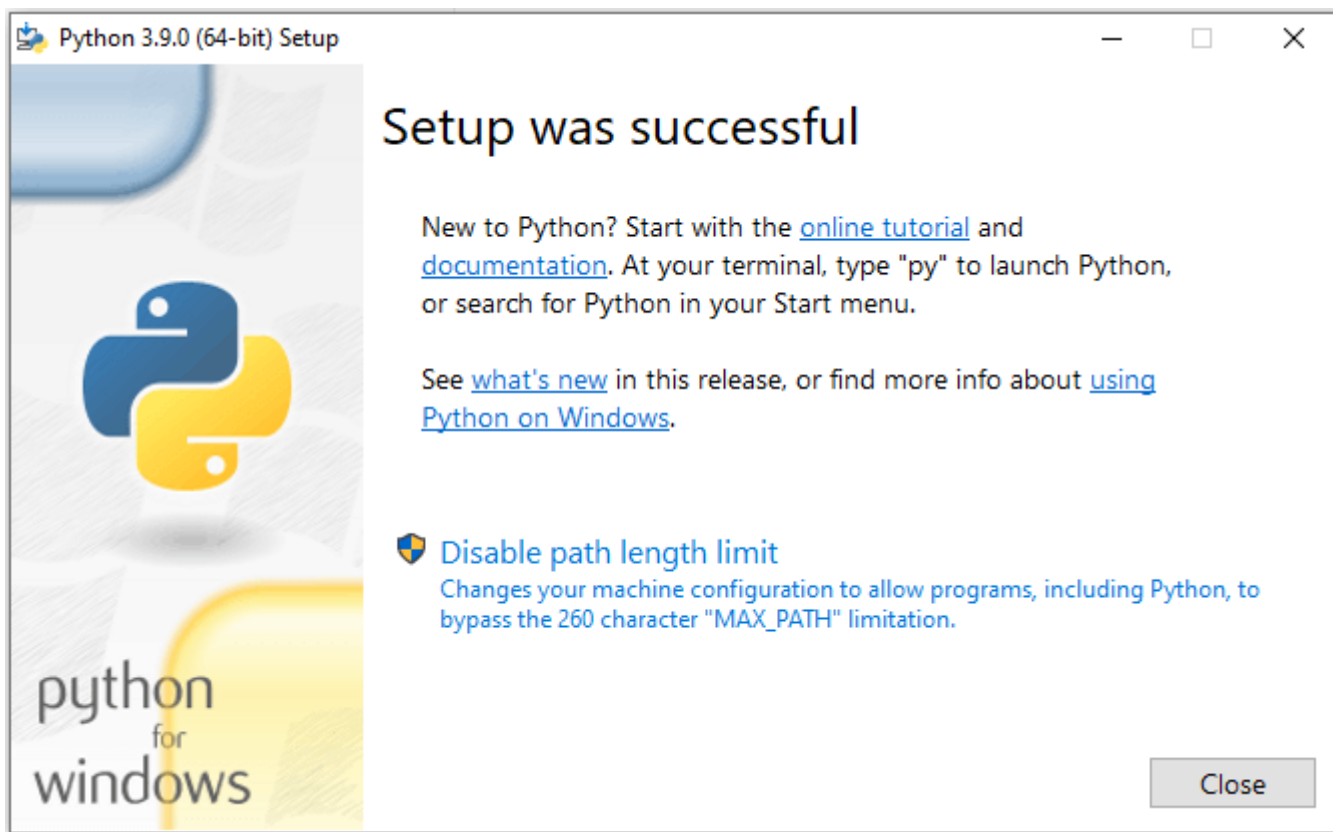 Python 3.9.0 (64-bit) Setup
Setup was successful
New to Python? Start with the online tutorial and
documentation. At your terminal, type "py" to launch Python,
or search for Python in your Start menu.
See what's new in this release, or find more info about using
Python on Windows.
Disable path length limit
Changes your machine configuration to allow programs, including Python, to
bypass the 260 character "MAX_PATH" limitation.
python
for
windows
Close